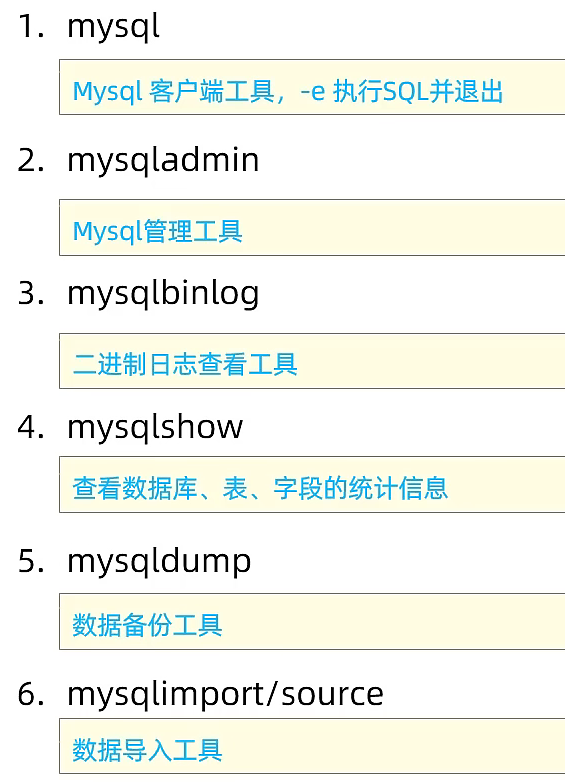 1. mysql
Mysql 客户端工具，-e 执行SQL并退出
2. mysqladmin
Mysql管理工具
3. mysqlbinlog
二进制日志查看工具
4. mysqlshow
查看数据库、表、字段的统计信息
5. mysqldump
数据备份工具
6. mysqlimport/source
数据导入工具